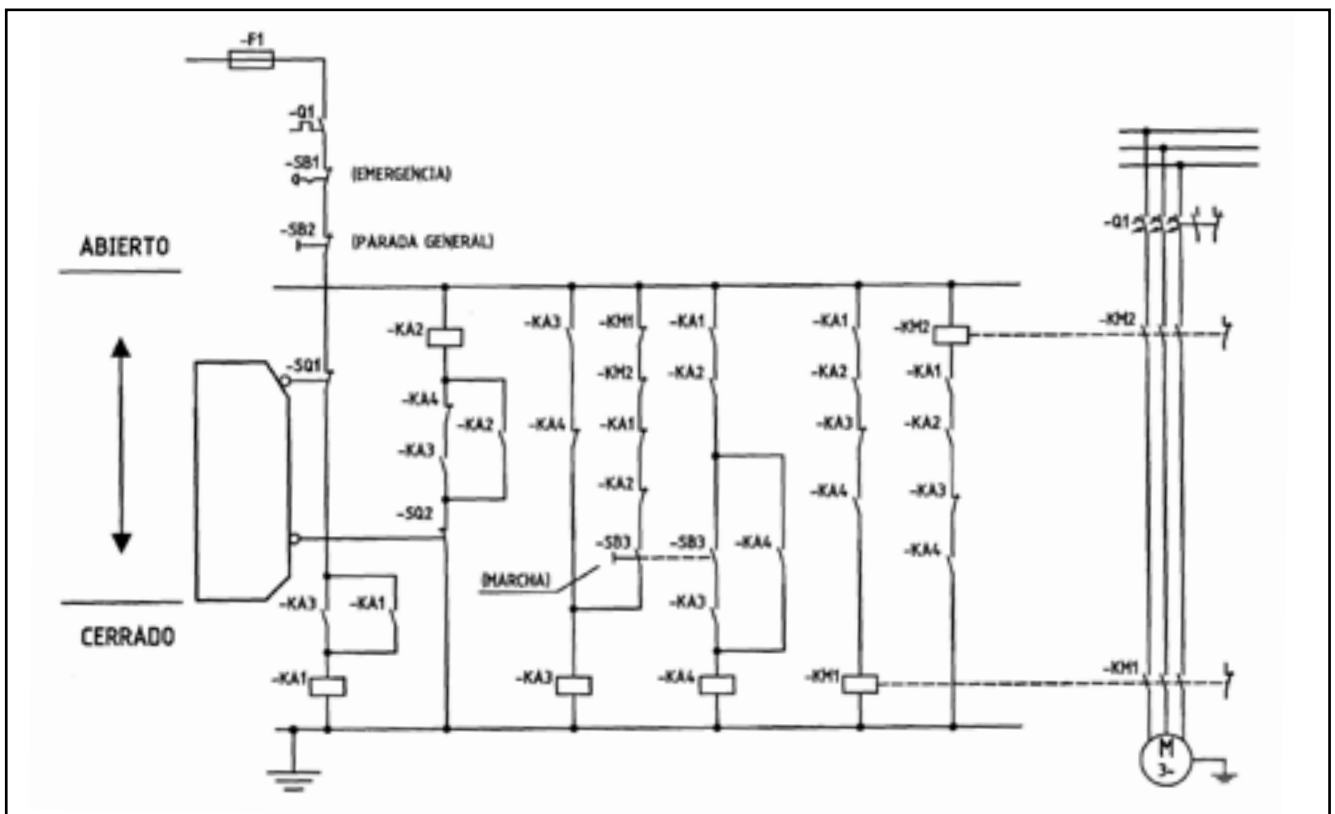 -F1
-Q1
-SB1
(EMERGENCIA)
-SB2
(PARADA GENERAL)
ABIERTO
-SQ1
CERRADO
-KA3
-KA1
-KA1
-KA2
-KA4
-KA2
-KA3
-SQ2
-KA3
-KA4
-KA3
-KM1
-KM2
-KA1
-KA2
-SB3
(MARCHA)
-KA1
-KA2
-SB3
-KA4
-KA3
-KA4
-KA1
-KA2
-KA3
-KA4
-KM1
-KM2
-KA1
-KA2
-KA3
-KA4
-Q1
-KM2
-KM1
M
3~